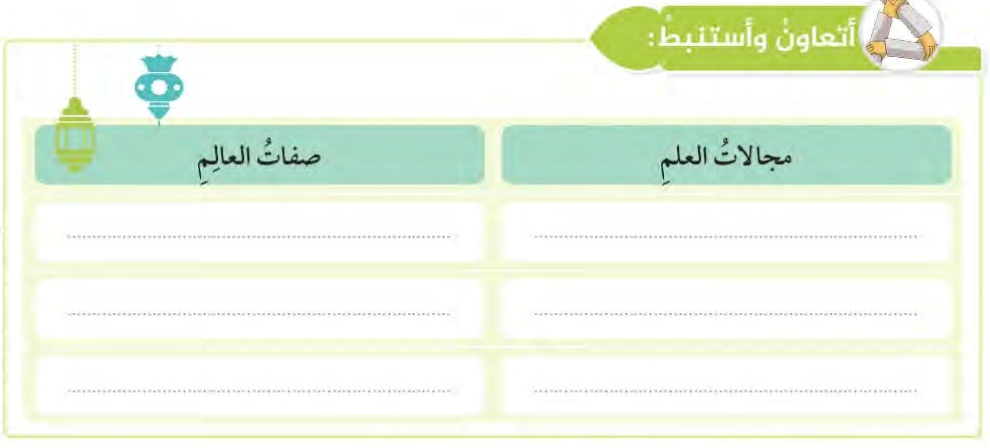 أتعاونُ وأستنبطُ:
مجالاتُ العلمِ
صفاتُ العالِمِ